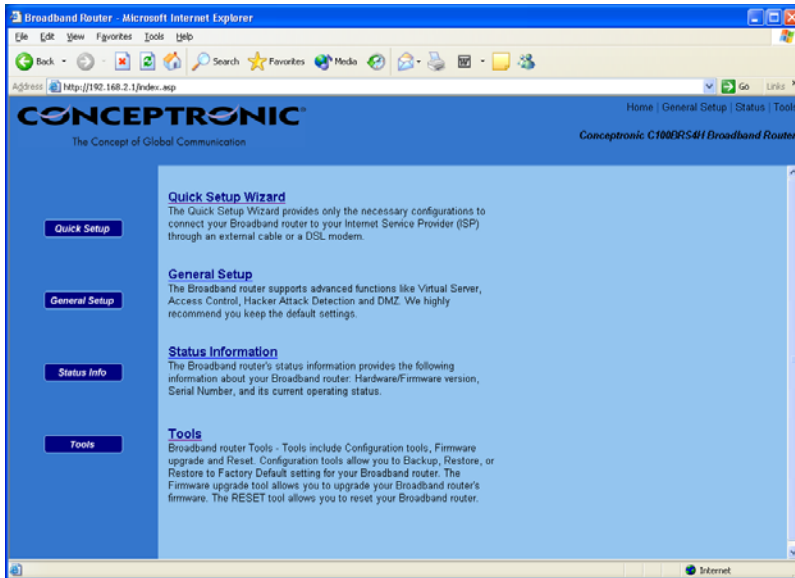 Broadband Router - Microsoft Internet Explorer
File Edit View Favorites Tools Help
Back Search Favorites Media
Address http://192.168.2.1/index.asp Go Links
CONCEPTRONIC
The Concept of Global Communication
Home | General Setup | Status | Tools
Conceptronic C100BRS4H Broadband Router
Quick Setup
General Setup
Status Info
Tools
Quick Setup Wizard
The Quick Setup Wizard provides only the necessary configurations to
connect your Broadband router to your Internet Service Provider (ISP)
through an external cable or a DSL modem.
General Setup
The Broadband router supports advanced functions like Virtual Server,
Access Control, Hacker Attack Detection and DMZ. We highly
recommend you keep the default settings.
Status Information
The Broadband router's status information provides the following
information about your Broadband router: Hardware/Firmware version,
Serial Number, and its current operating status.
Tools
Broadband router Tools - Tools include Configuration tools, Firmware
upgrade and Reset. Configuration tools allow you to Backup, Restore, or
Restore to Factory Default setting for your Broadband router. The
Firmware upgrade tool allows you to upgrade your Broadband router's
firmware. The RESET tool allows you to reset your Broadband router.
Internet